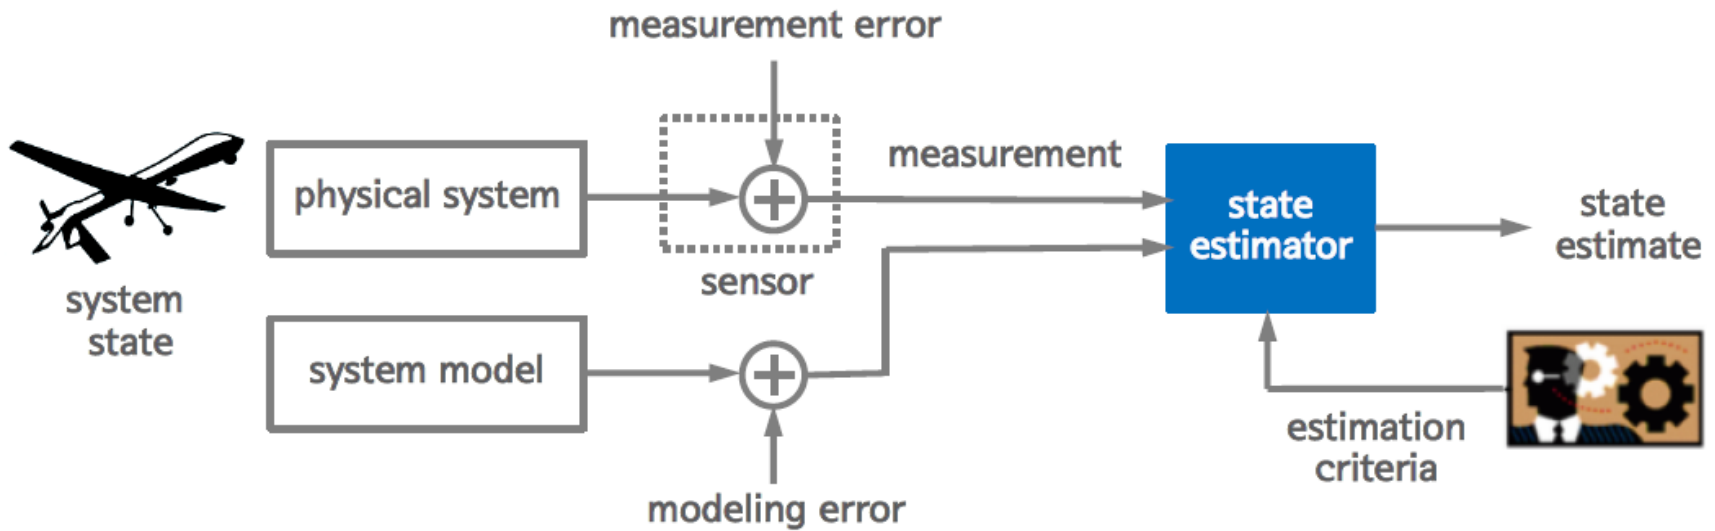 measurement error
physical system
measurement
state
estimator
state
estimate
sensor
system
state
system model
estimation
criteria
modeling error